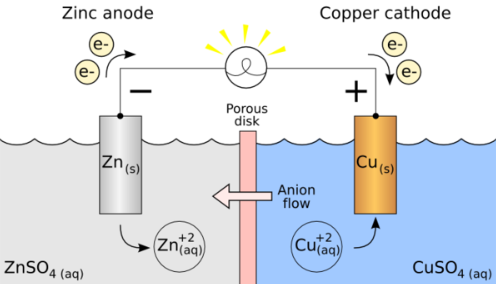 Zinc anode
Copper cathode
e-
e-
e-
e-
−
+
Porous
disk
Zn(s)
Cu(s)
Anion
flow
Zn+2(aq)
Cu+2(aq)
ZnSO4 (aq)
CuSO4 (aq)